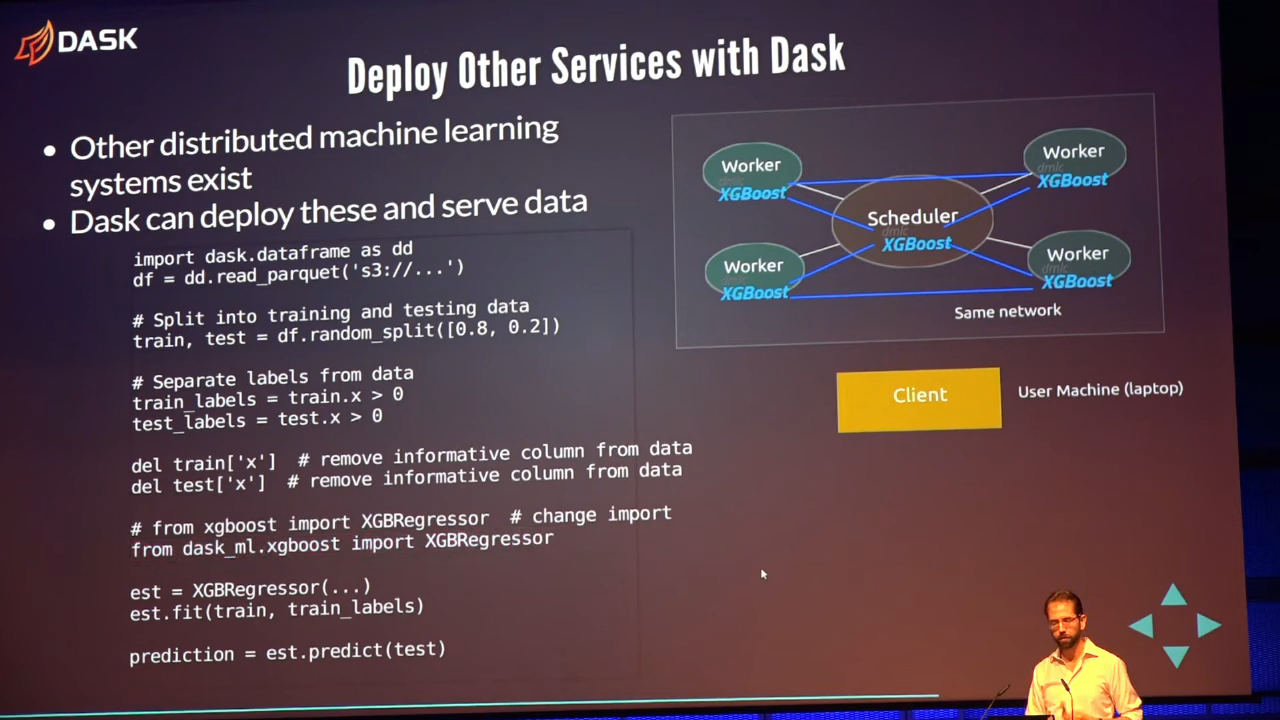 DASK
Deploy Other Services with Dask
• Other distributed machine learning
systems exist
• Dask can deploy these and serve data
import dask.dataframe as dd
df = dd.read_parquet('s3://...')
# Split into training and testing data
train, test = df.random_split([0.8, 0.2])
# Separate labels from data
train_labels = train.x > 0
test_labels = test.x > 0
del train['x']  # remove informative column from data
del test['x']  # remove informative column from data
# from xgboost import XGBRegressor  # change import
from dask_ml.xgboost import XGBRegressor
est = XGBRegressor(...)
est.fit(train, train_labels)
prediction = est.predict(test)
Worker
dmlc
XGBoost
Worker
dmlc
XGBoost
Scheduler
dmlc
XGBoost
Worker
dmlc
XGBoost
Worker
dmlc
XGBoost
Same network
Client
User Machine (laptop)